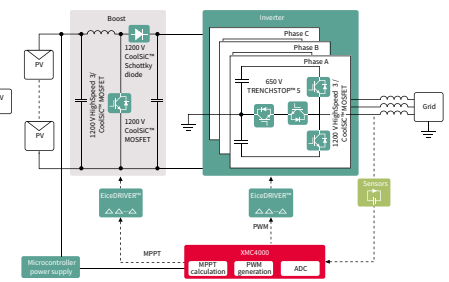 Boost
Inverter
Phase C
Phase B
Phase A
PV
PV
V
1200 V
CoolSiC™
Schottky
diode
1200 V HighSpeed 3/
CoolSiC™ MOSFET
1200 V
CoolSiC™
MOSFET
650 V
TRENCHSTOP™ 5
1200 V HighSpeed 3 /
CoolSiC™ MOSFET
Grid
Sensors
EiceDRIVER™
EiceDRIVER™
PWM
MPPT
XMC4000
MPPT
calculation
PWM
generation
ADC
Microcontroller
power supply